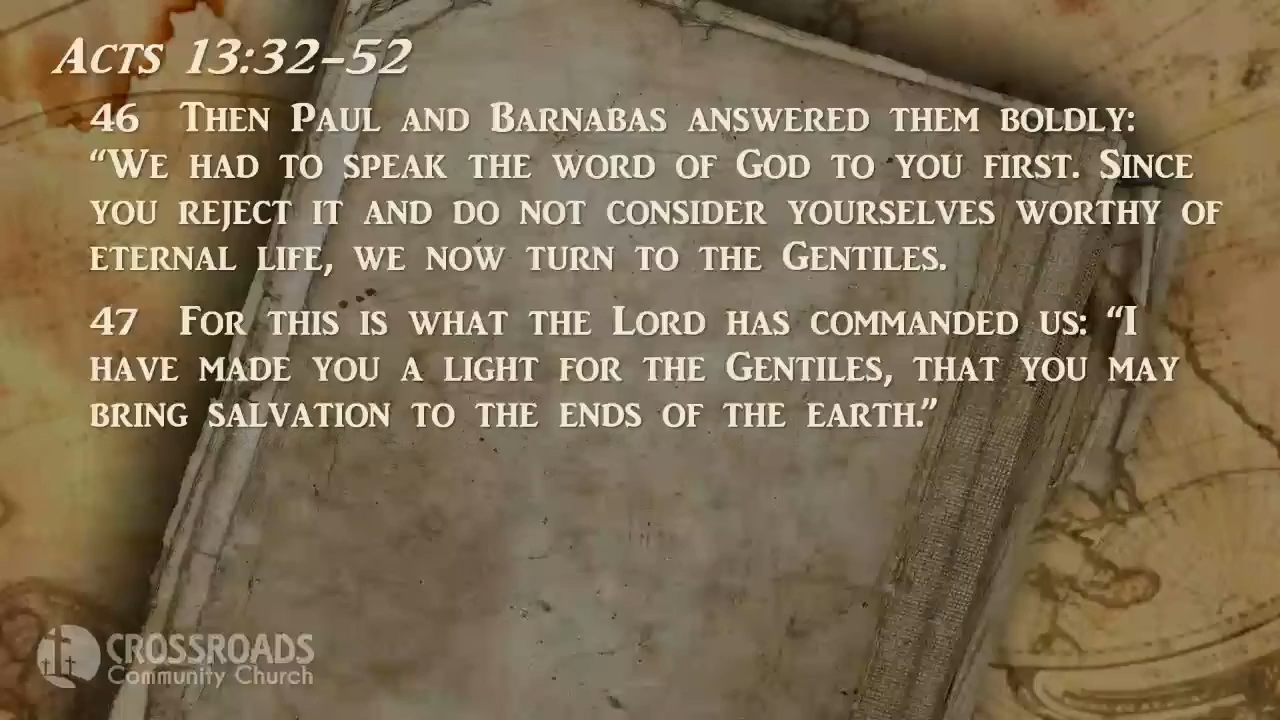 Acts 13:32-52
46 Then Paul and Barnabas answered them boldly:
“We had to speak the word of God to you first. Since
you reject it and do not consider yourselves worthy of
eternal life, we now turn to the Gentiles.
47 For this is what the Lord has commanded us: “I
have made you a light for the Gentiles, that you may
bring salvation to the ends of the earth.”
CROSSROADS
Community Church